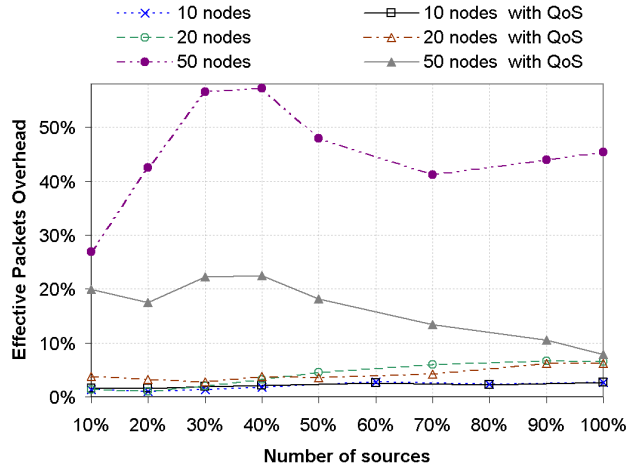 10 nodes
10 nodes with QoS
20 nodes
20 nodes with QoS
50 nodes
50 nodes with QoS
Effective Packets Overhead
50%
40%
30%
20%
10%
0%
10% 20% 30% 40% 50% 60% 70% 80% 90% 100%
Number of sources